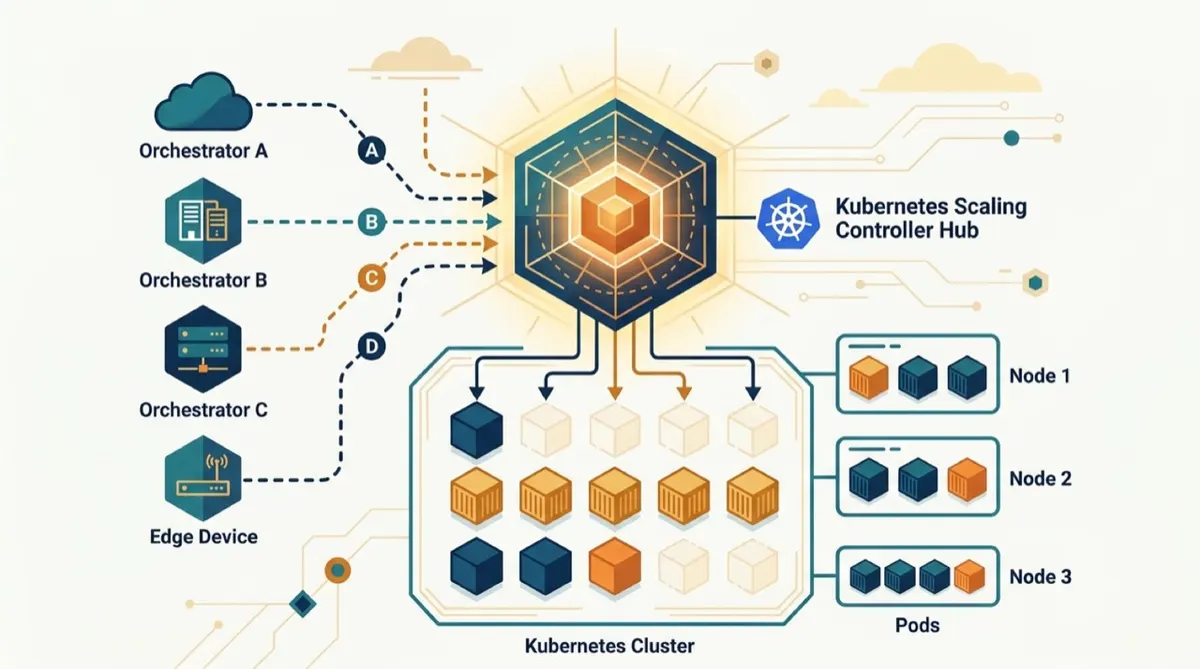 Orchestrator A
A
Orchestrator B
B
Orchestrator C
C
Edge Device
D
Kubernetes Scaling
Controller Hub
Node 1
Node 2
Node 3
Pods
Kubernetes Cluster